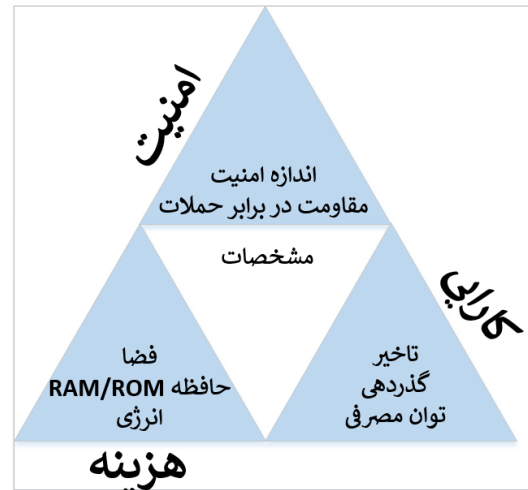 امنیت
اندازه امنیت
مقاومت در برابر حملات
مشخصات
کارایی
تاخیر
گذردهی
توان مصرفی
فضا
حافظه RAM/ROM
انرژی
هزینه